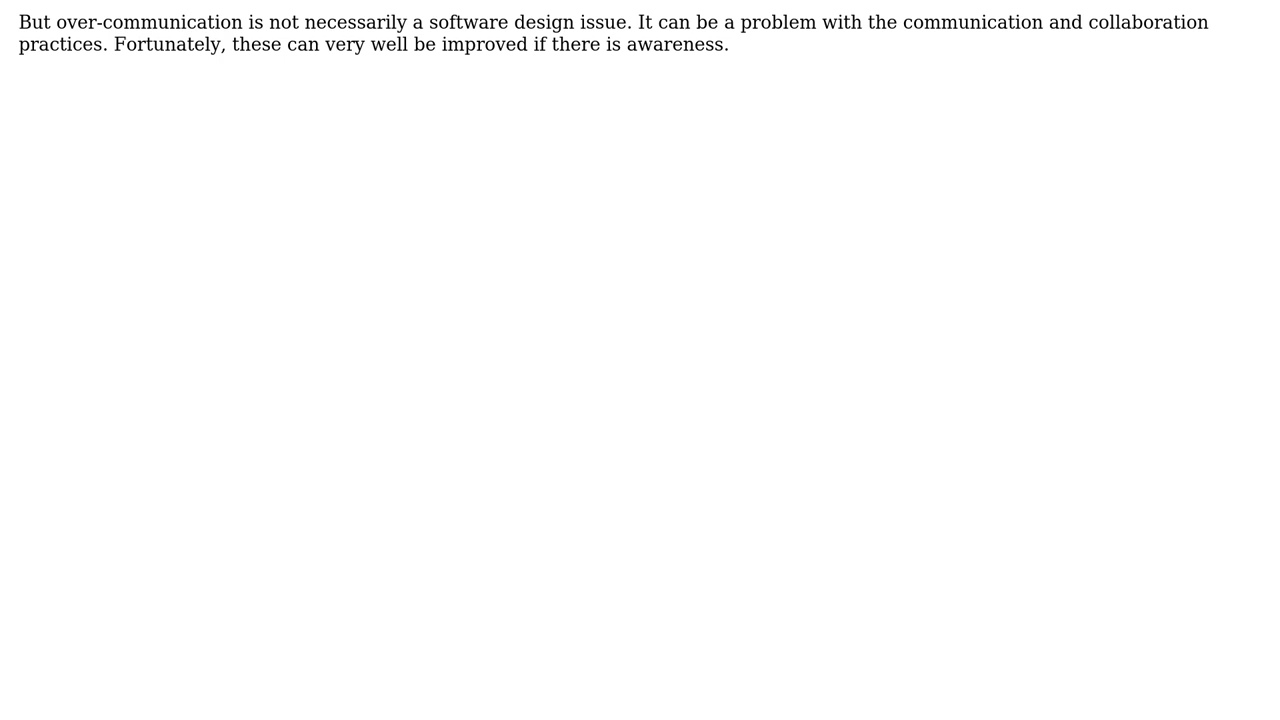 But over-communication is not necessarily a software design issue. It can be a problem with the communication and collaboration
practices. Fortunately, these can very well be improved if there is awareness.